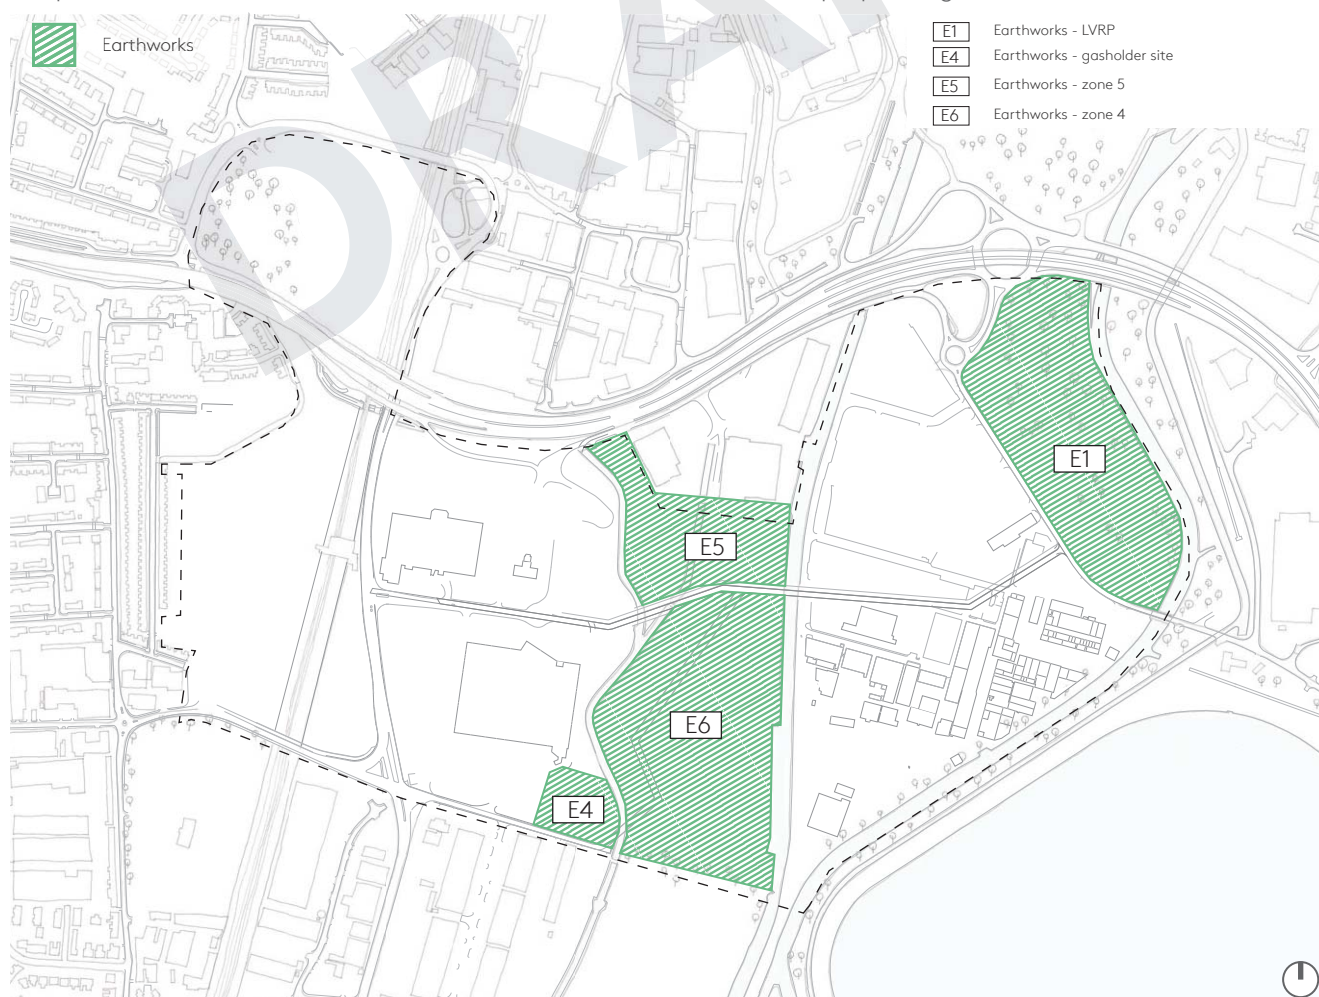 Earthworks
E1 Earthworks - LVRP
E4 Earthworks - gasholder site
E5 Earthworks - zone 5
E6 Earthworks - zone 4
DRA
E1
E5
E6
E4